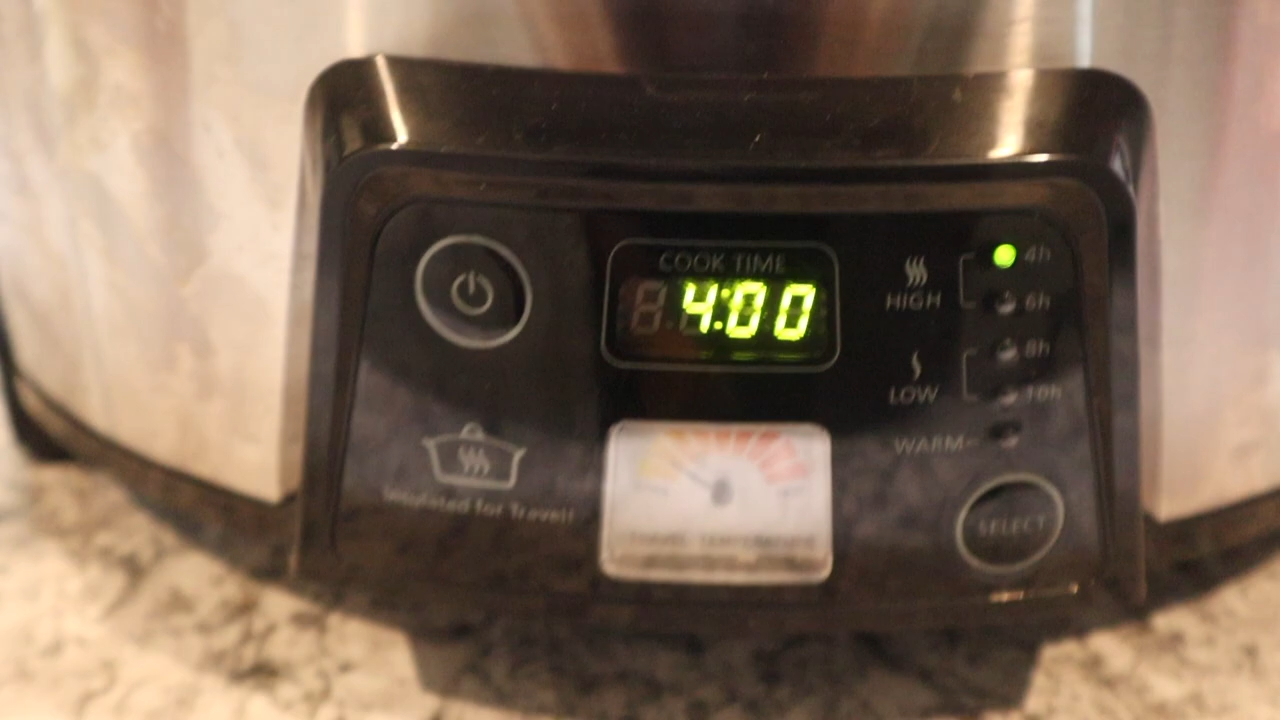 COOK TIME
4:00
HIGH
4h
6h
LOW
8h
10h
WARM
SELECT
Insulated for Travel!